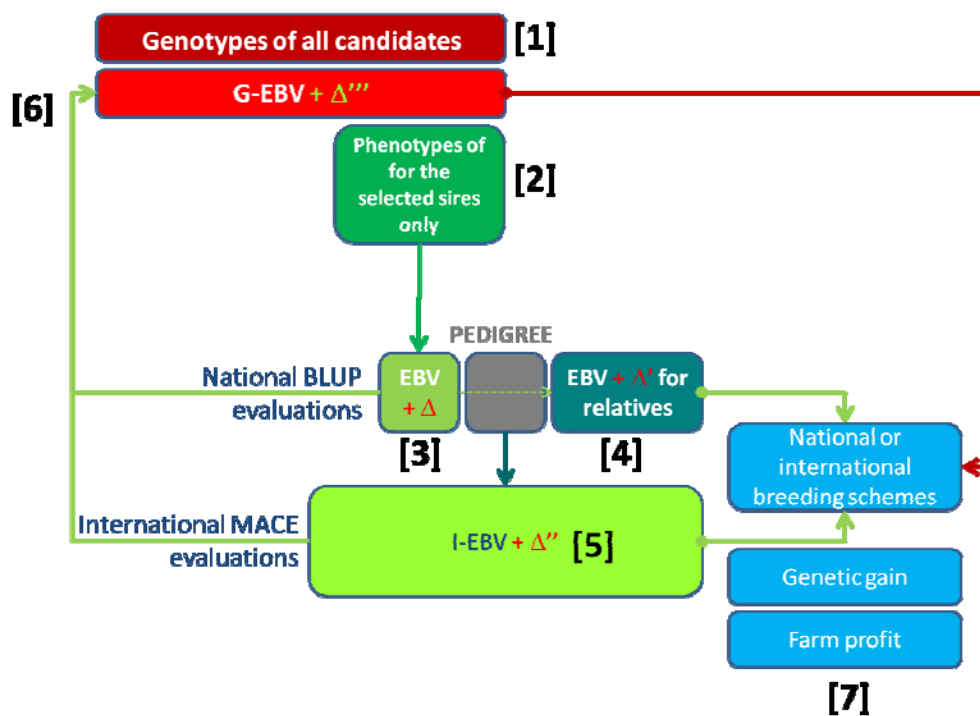 Genotypes of all candidates
[1]
G-EBV + Δ’’’
[6]
Phenotypes of
for the
selected sires
only
[2]
PEDIGREE
National BLUP
evaluations
EBV
+ Δ
EBV + Δ’ for
relatives
[3]
[4]
National or
international
breeding schemes
International MACE
evaluations
I-EBV + Δ’’ [5]
Genetic gain
Farm profit
[7]